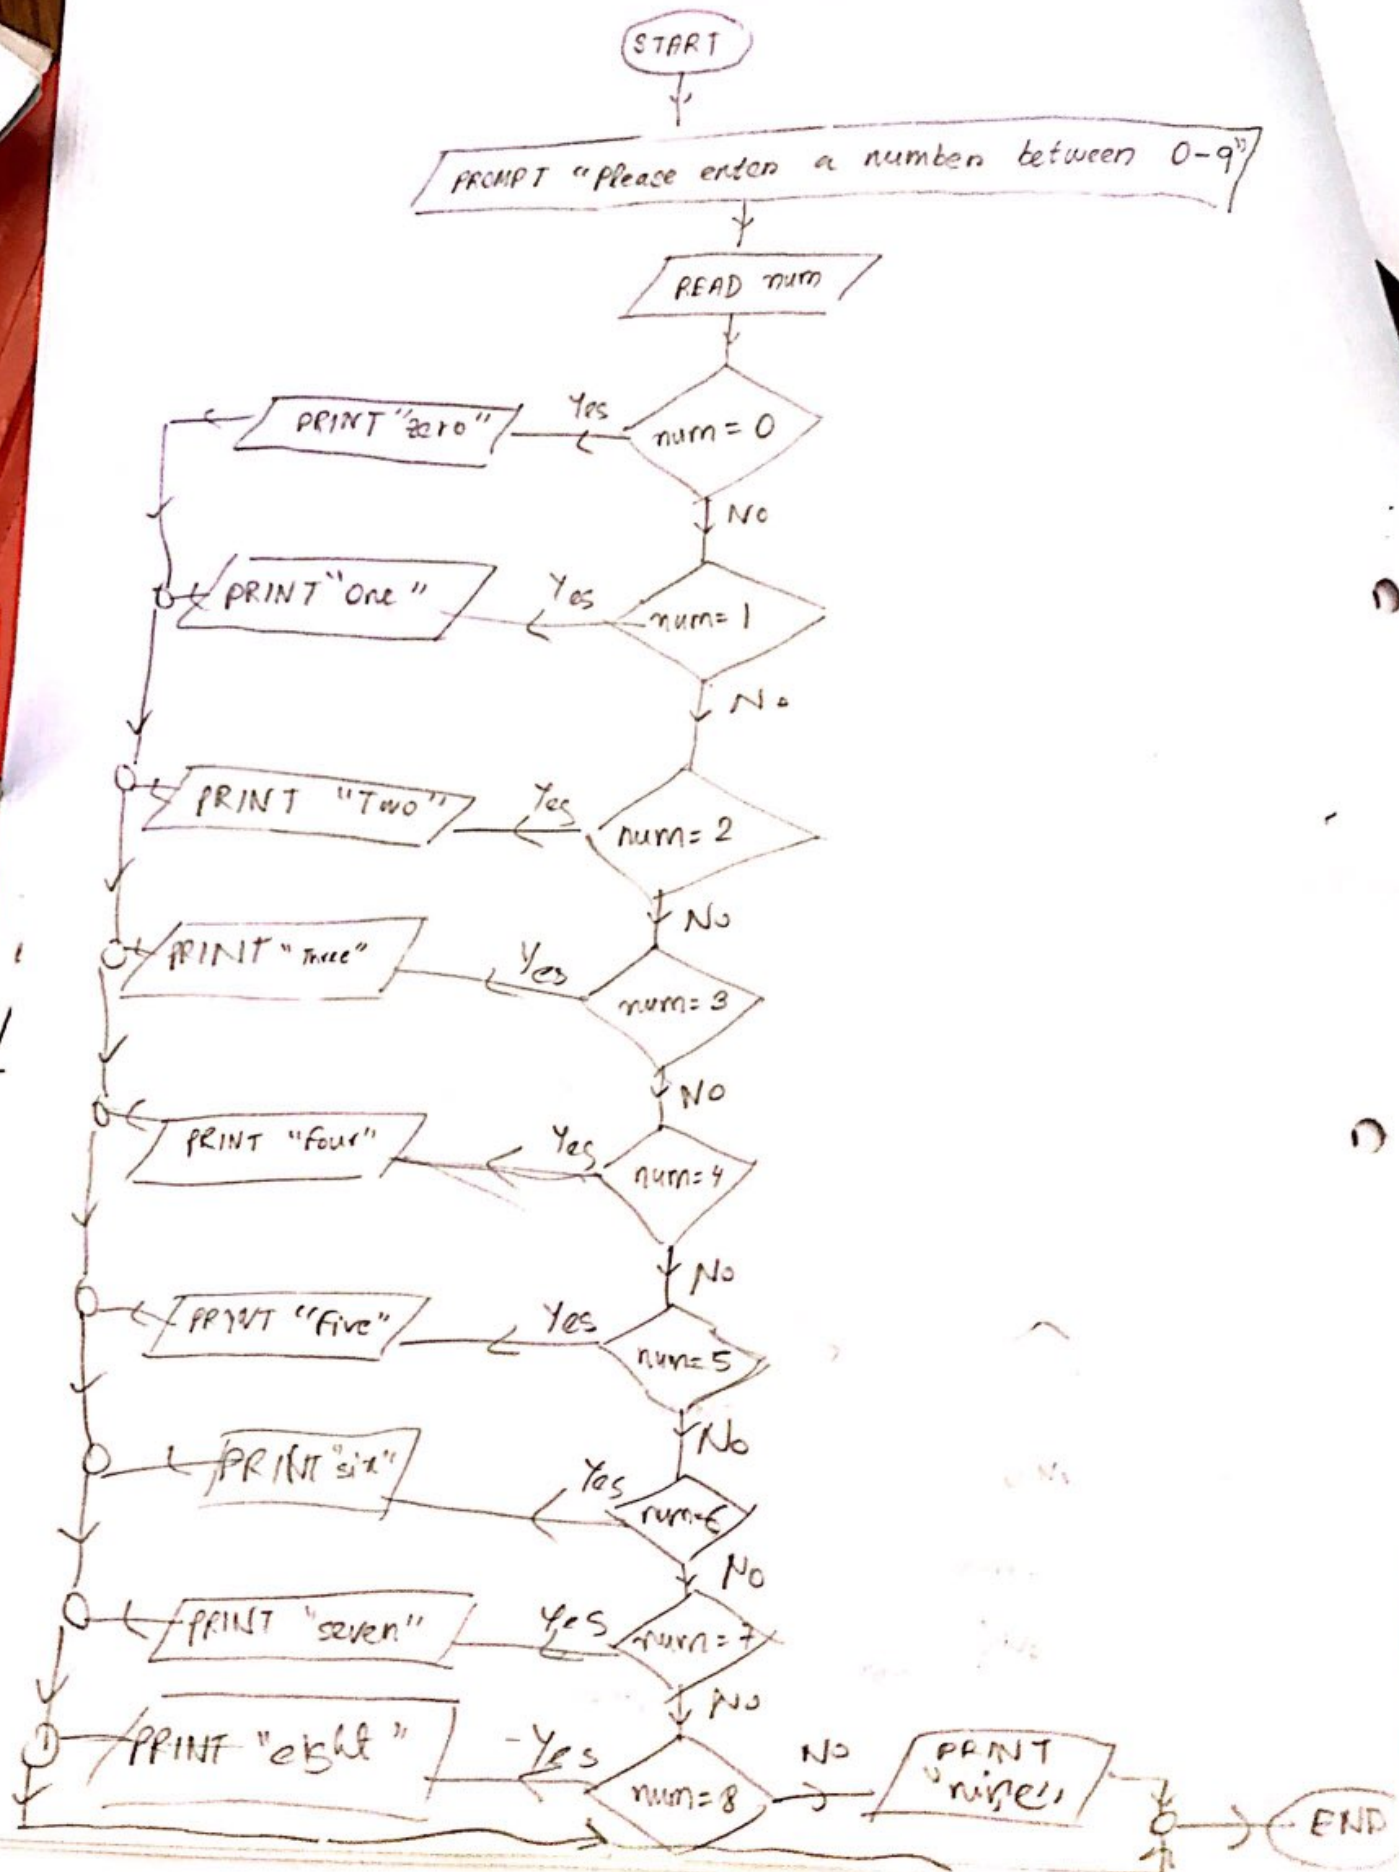 START
PROMPT "Please enter a number between 0-9"
READ num
num = 0
Yes
PRINT "zero"
No
num = 1
Yes
PRINT "One"
No
num = 2
Yes
PRINT "Two"
No
num = 3
Yes
PRINT "Three"
No
num = 4
Yes
PRINT "Four"
No
num = 5
Yes
PRINT "Five"
No
num = 6
Yes
PRINT "six"
No
num = 7
Yes
PRINT "seven"
No
num = 8
Yes
PRINT "eight"
NO
PRINT
"nine"
END